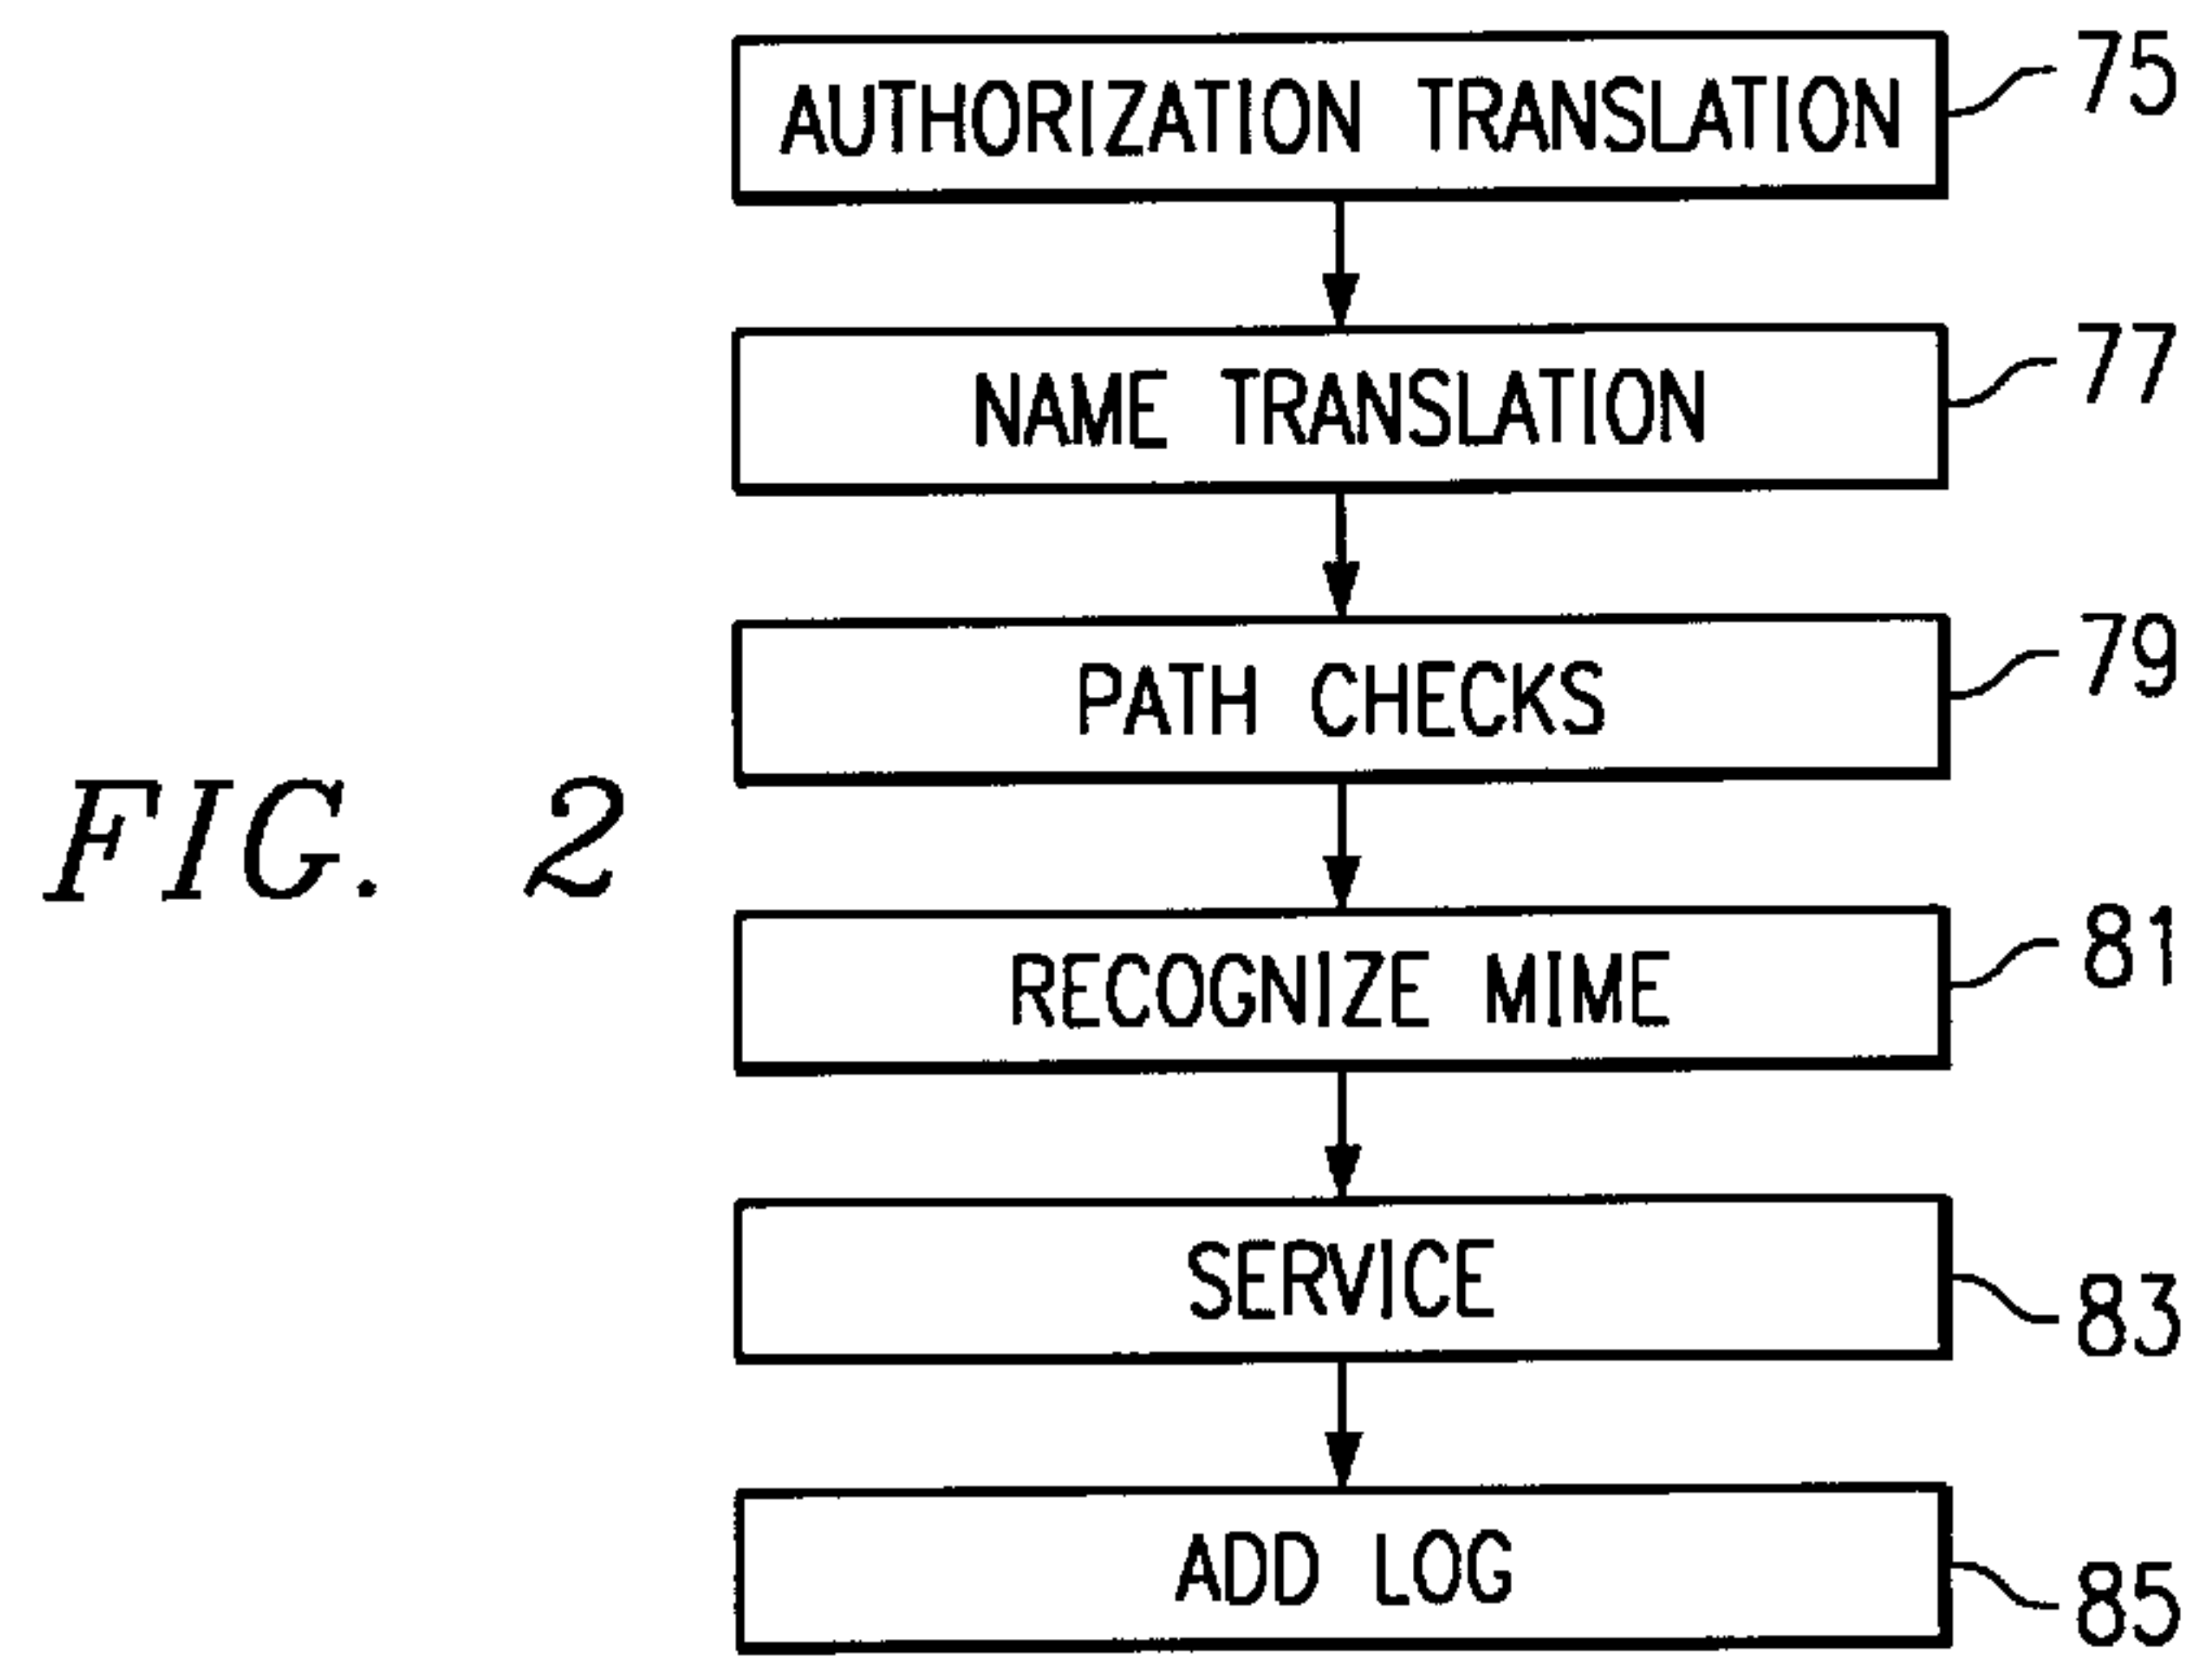 AUTHORIZATION TRANSLATION
75
NAME TRANSLATION
77
PATH CHECKS
79
FIG. 2
RECOGNIZE MIME
81
SERVICE
83
ADD LOG
85